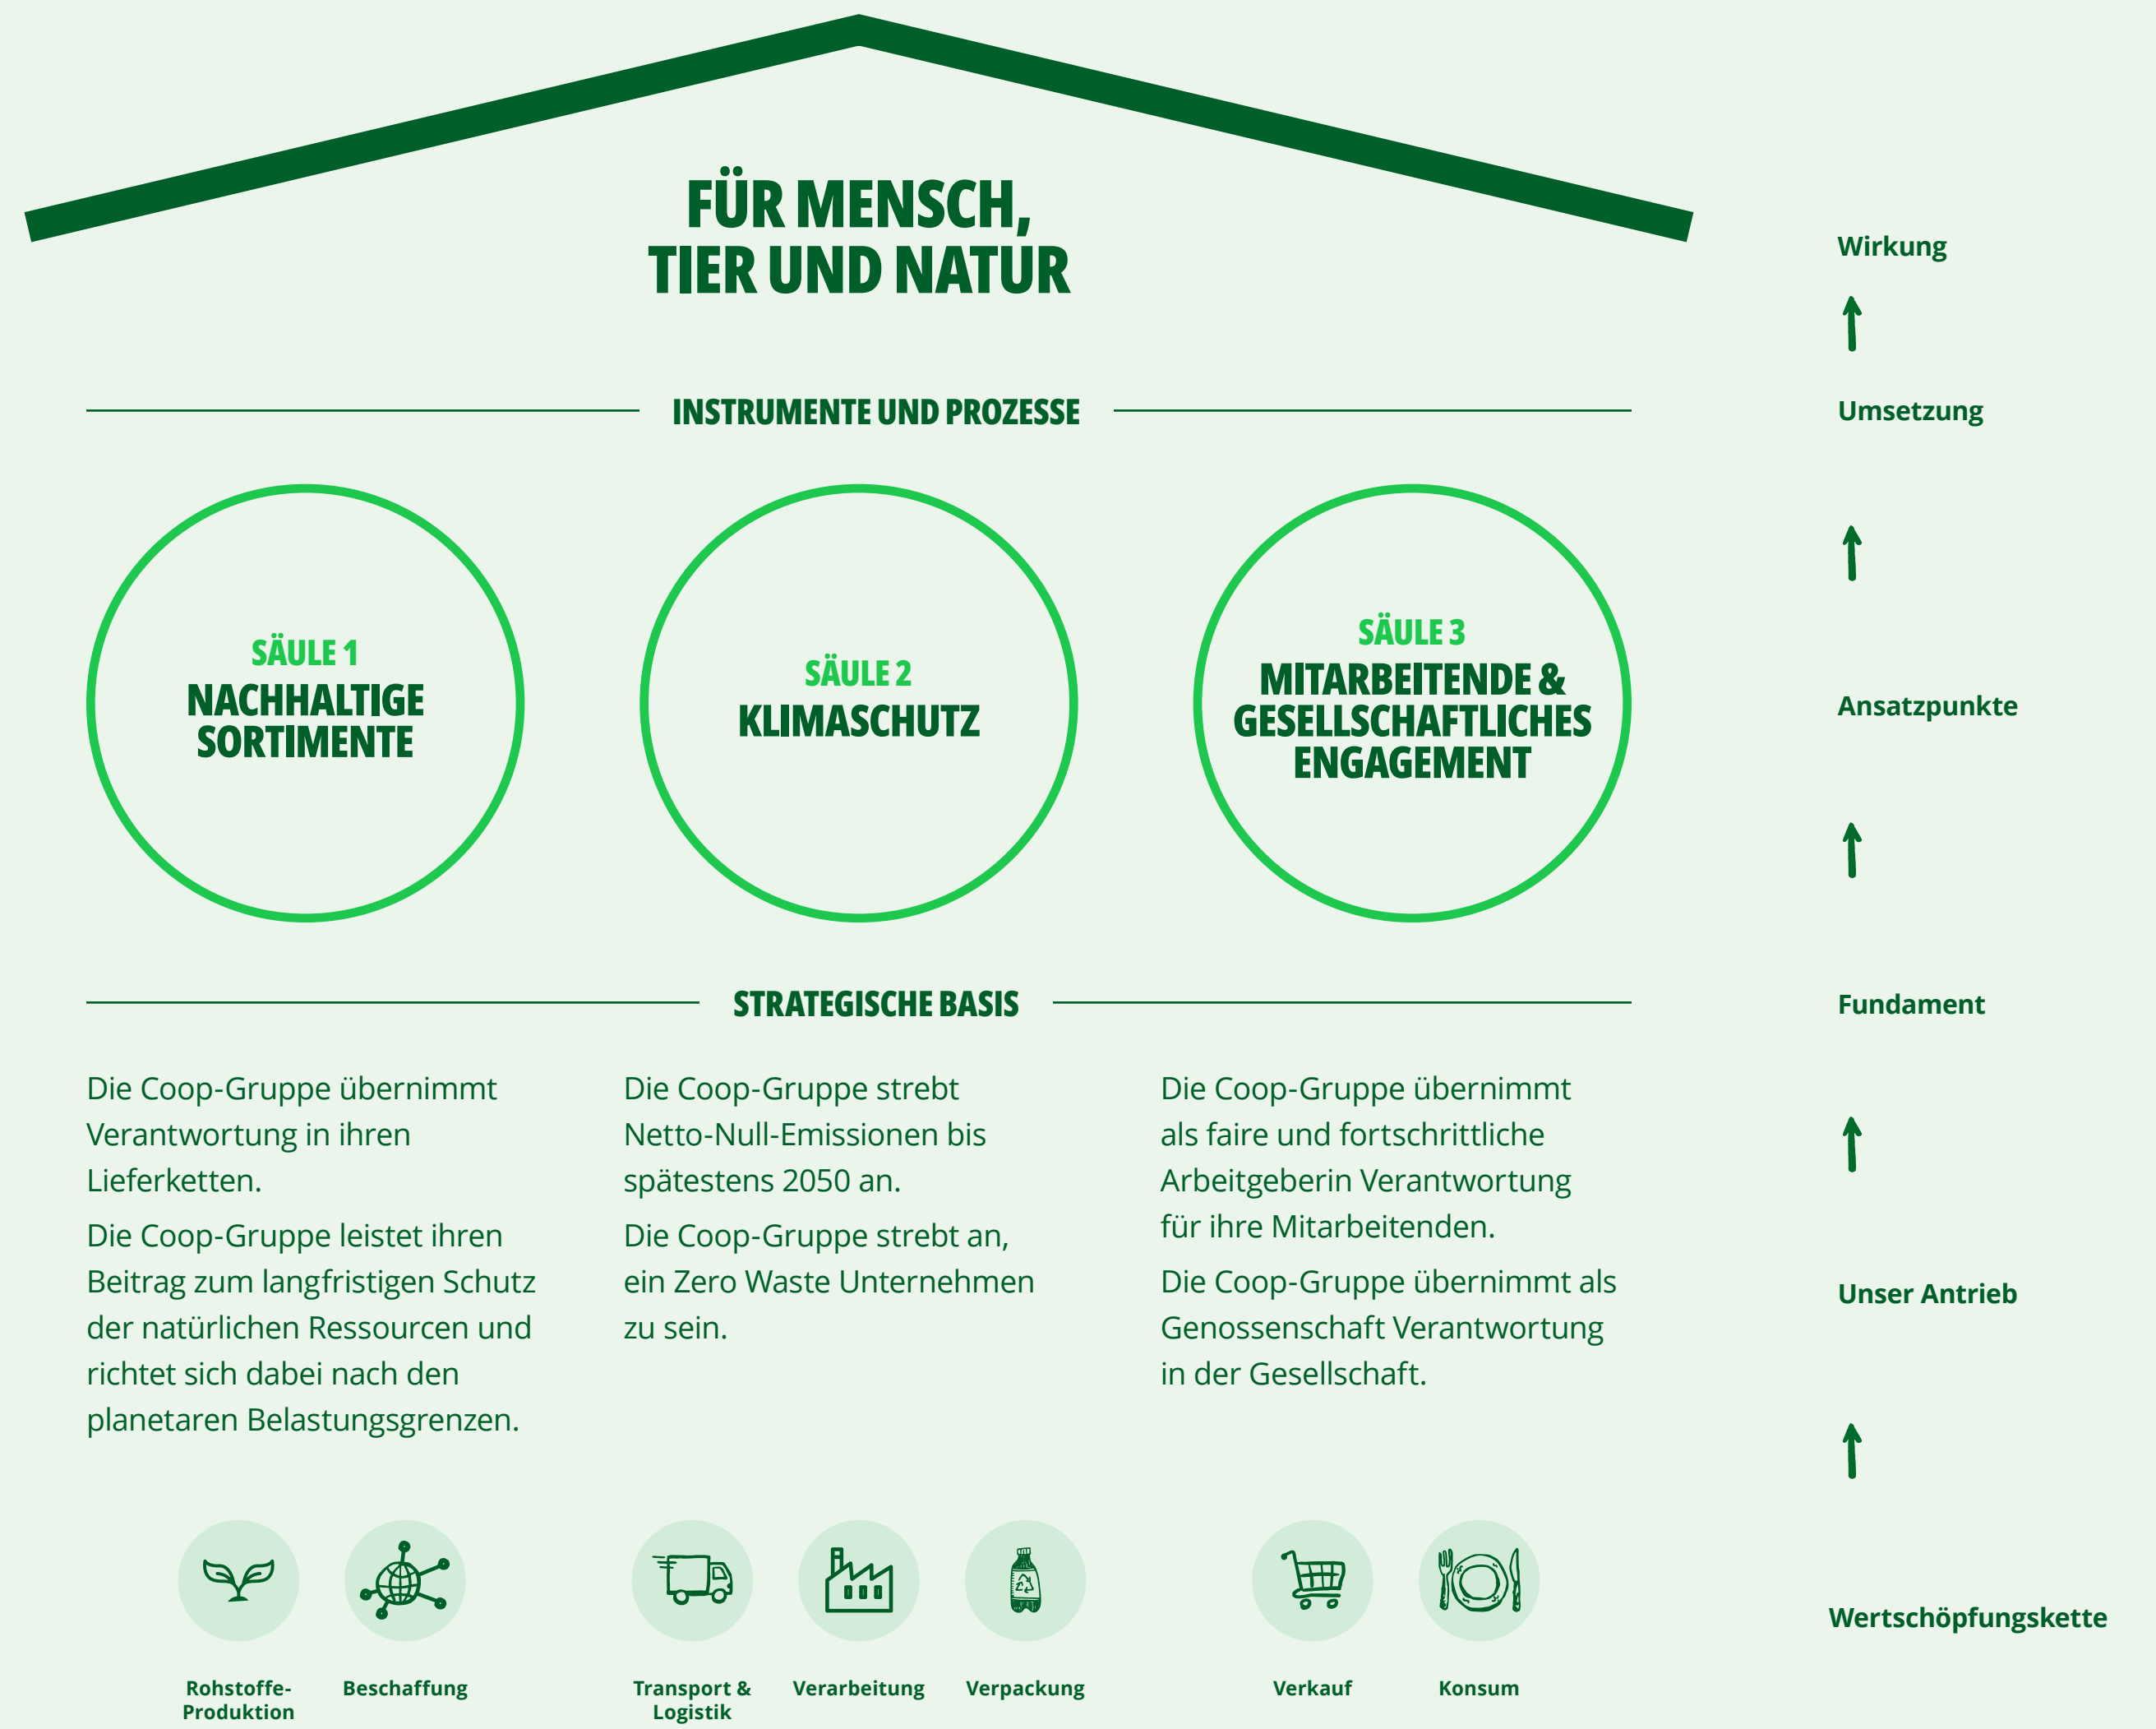 FÜR MENSCH,
TIER UND NATUR
Wirkung
INSTRUMENTE UND PROZESSE
Umsetzung
SÄULE 1
NACHHALTIGE
SORTIMENTE
SÄULE 2
KLIMASCHUTZ
SÄULE 3
MITARBEITENDE &
GESELLSCHAFTLICHES
ENGAGEMENT
Ansatzpunkte
STRATEGISCHE BASIS
Fundament
Die Coop-Gruppe übernimmt
Verantwortung in ihren
Lieferketten.
Die Coop-Gruppe leistet ihren
Beitrag zum langfristigen Schutz
der natürlichen Ressourcen und
richtet sich dabei nach den
planetaren Belastungsgrenzen.
Die Coop-Gruppe strebt
Netto-Null-Emissionen bis
spätestens 2050 an.
Die Coop-Gruppe strebt an,
ein Zero Waste Unternehmen
zu sein.
Die Coop-Gruppe übernimmt
als faire und fortschrittliche
Arbeitgeberin Verantwortung
für ihre Mitarbeitenden.
Die Coop-Gruppe übernimmt als
Genossenschaft Verantwortung
in der Gesellschaft.
Unser Antrieb
Rohstoffe-
Produktion
Beschaffung
Transport &
Logistik
Verarbeitung
Verpackung
Verkauf
Konsum
Wertschöpfungskette